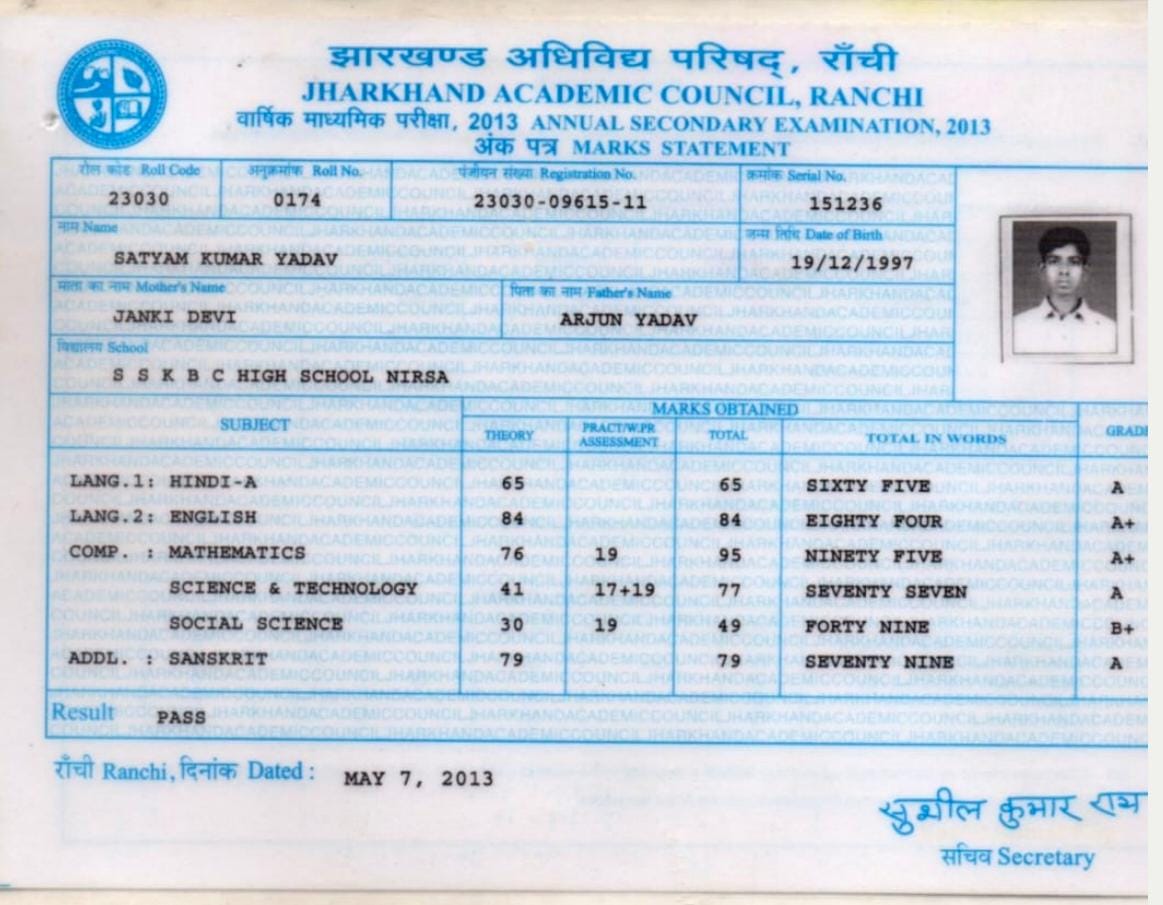 झारखण्ड अधिविद्य परिषद्, राँची
JHARKHAND ACADEMIC COUNCIL, RANCHI
वार्षिक माध्यमिक परीक्षा, 2013 ANNUAL SECONDARY EXAMINATION, 2013
अंक पत्र MARKS STATEMENT
रोल कोड Roll Code अनुक्रमांक Roll No. पंजीयन संख्या Registration No. क्रमांक Serial No.
23030 0174 23030-09615-11 151236
नाम Name जन्म तिथि Date of Birth
SATYAM KUMAR YADAV 19/12/1997
माता का नाम Mother's Name पिता का नाम Father's Name
JANKI DEVI ARJUN YADAV
विद्यालय School
S S K B C HIGH SCHOOL NIRSA
MARKS OBTAINED
SUBJECT THEORY PRACT/W.PR ASSESSMENT TOTAL TOTAL IN WORDS GRADE
LANG.1: HINDI-A 65 65 SIXTY FIVE A
LANG.2: ENGLISH 84 84 EIGHTY FOUR A+
COMP. : MATHEMATICS 76 19 95 NINETY FIVE A+
SCIENCE & TECHNOLOGY 41 17+19 77 SEVENTY SEVEN A
SOCIAL SCIENCE 30 19 49 FORTY NINE B+
ADDL. : SANSKRIT 79 79 SEVENTY NINE A
Result PASS
राँची Ranchi, दिनांक Dated : MAY 7, 2013
सुशील कुमार राय
सचिव Secretary